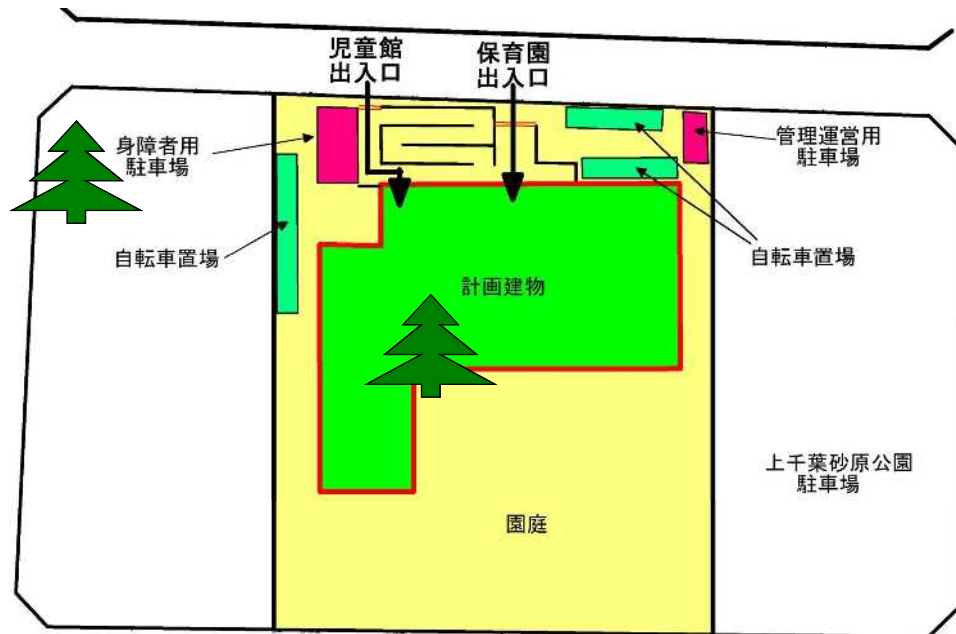 児童館
出入口
保育園
出入口
身障者用
駐車場
管理運営用
駐車場
自転車置場
自転車置場
計画建物
上千葉砂原公園
駐車場
園庭